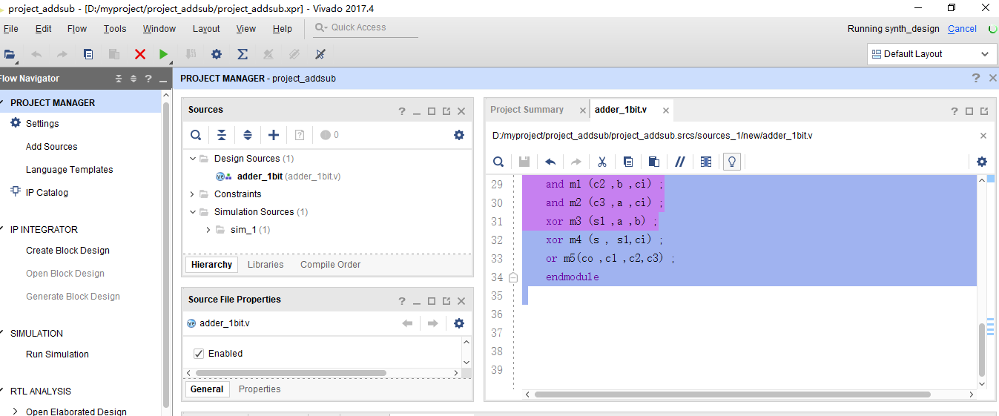 project_addsub - [D:/myproject/project_addsub/project_addsub.xpr] - Vivado 2017.4
File Edit Flow Tools Window Layout View Help Quick Access
Running synth_design Cancel
Default Layout
Flow Navigator
PROJECT MANAGER
Settings
Add Sources
Language Templates
IP Catalog
IP INTEGRATOR
Create Block Design
Open Block Design
Generate Block Design
SIMULATION
Run Simulation
RTL ANALYSIS
Open Elaborated Design
PROJECT MANAGER - project_addsub
Sources
0
Design Sources (1)
adder_1bit (adder_1bit.v)
Constraints
Simulation Sources (1)
sim_1 (1)
Hierarchy Libraries Compile Order
Source File Properties
adder_1bit.v
Enabled
General Properties
Project Summary adder_1bit.v
D:/myproject/project_addsub/project_addsub.srcs/sources_1/new/adder_1bit.v
29 and m1 (c2 ,b ,ci) ;
30 and m2 (c3 ,a ,ci) ;
31 xor m3 (s1 ,a ,b) ;
32 xor m4 (s , s1,ci) ;
33 or m5(co ,c1 ,c2,c3) ;
34 endmodule
35
36
37
38
39